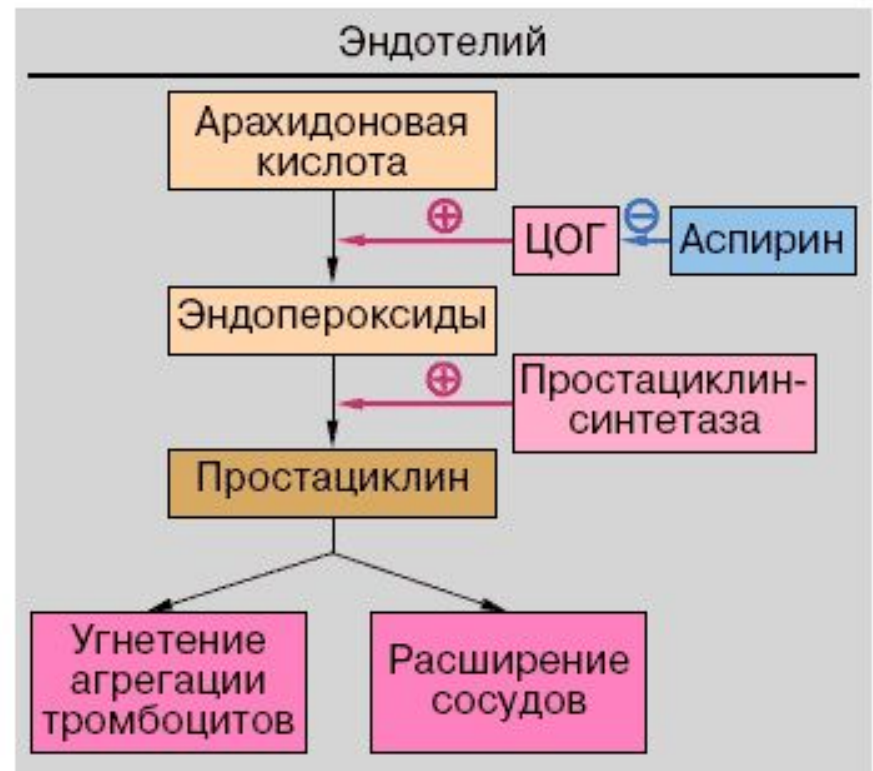 Эндотелий
Арахидоновая
кислота
⊕
ЦОГ
⊖
Аспирин
Эндопероксиды
⊕
Простациклин-
синтетаза
Простациклин
Угнетение
агрегации
тромбоцитов
Расширение
сосудов